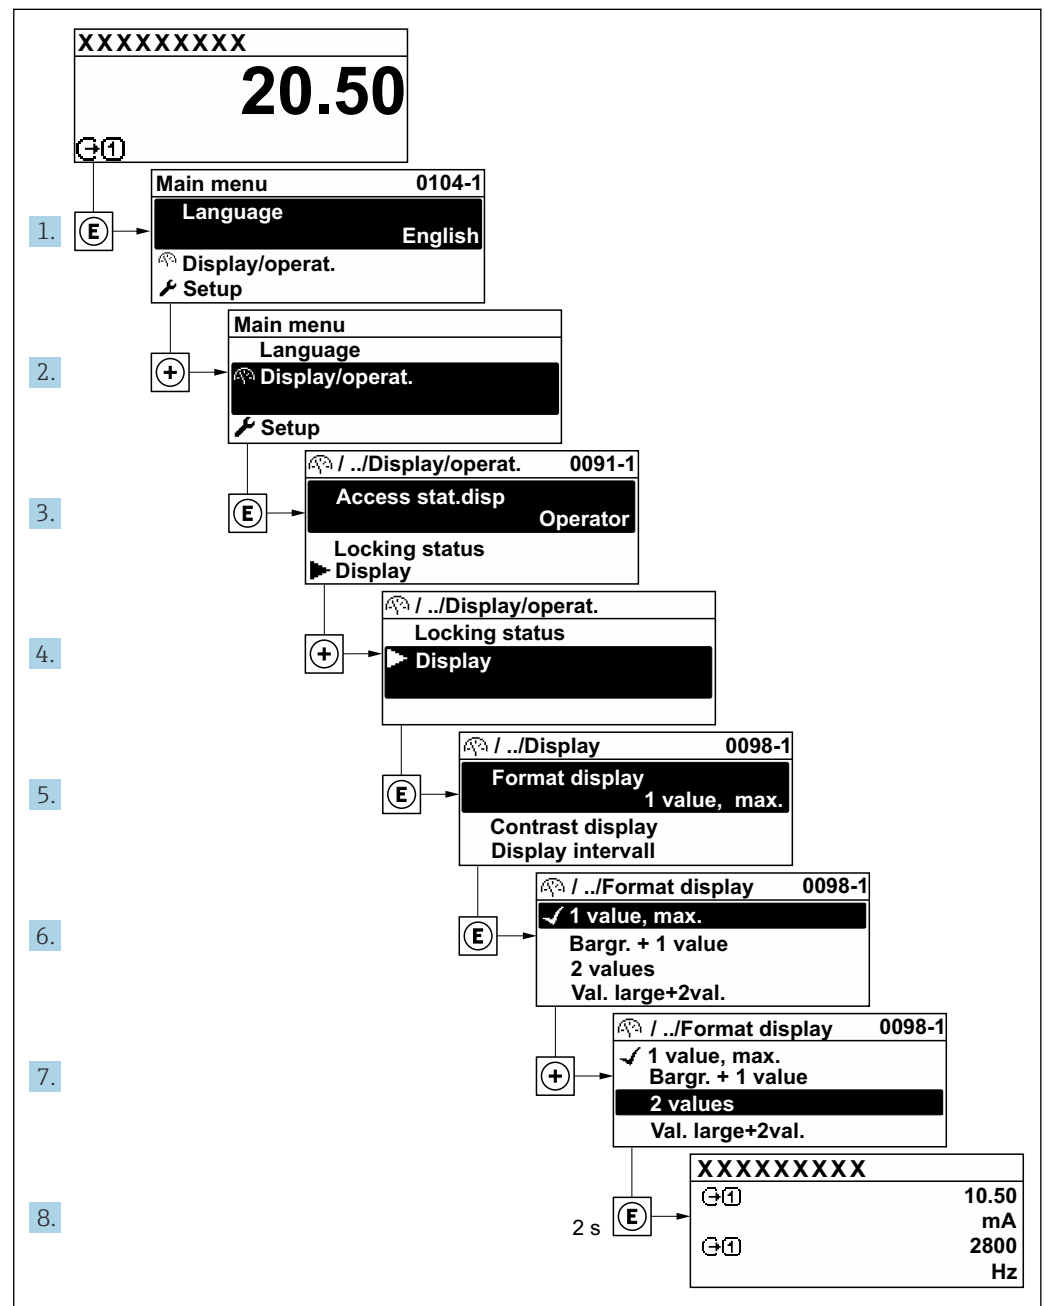 XXXXXXXXX
20.50
1
Main menu 0104-1
1. E Language
English
Display/operat.
Setup
Main menu
Language
2. + Display/operat.
Setup
/ ../Display/operat. 0091-1
3. E Access stat.disp
Operator
Locking status
Display
/ ../Display/operat.
Locking status
4. + Display
/ ../Display 0098-1
5. E Format display
1 value, max.
Contrast display
Display intervall
/ ../Format display 0098-1
6. E 1 value, max.
Bargr. + 1 value
2 values
Val. large+2val.
/ ../Format display 0098-1
7. + 1 value, max.
Bargr. + 1 value
2 values
Val. large+2val.
XXXXXXXXX
1 10.50
8. 2 s E mA
1 2800
Hz